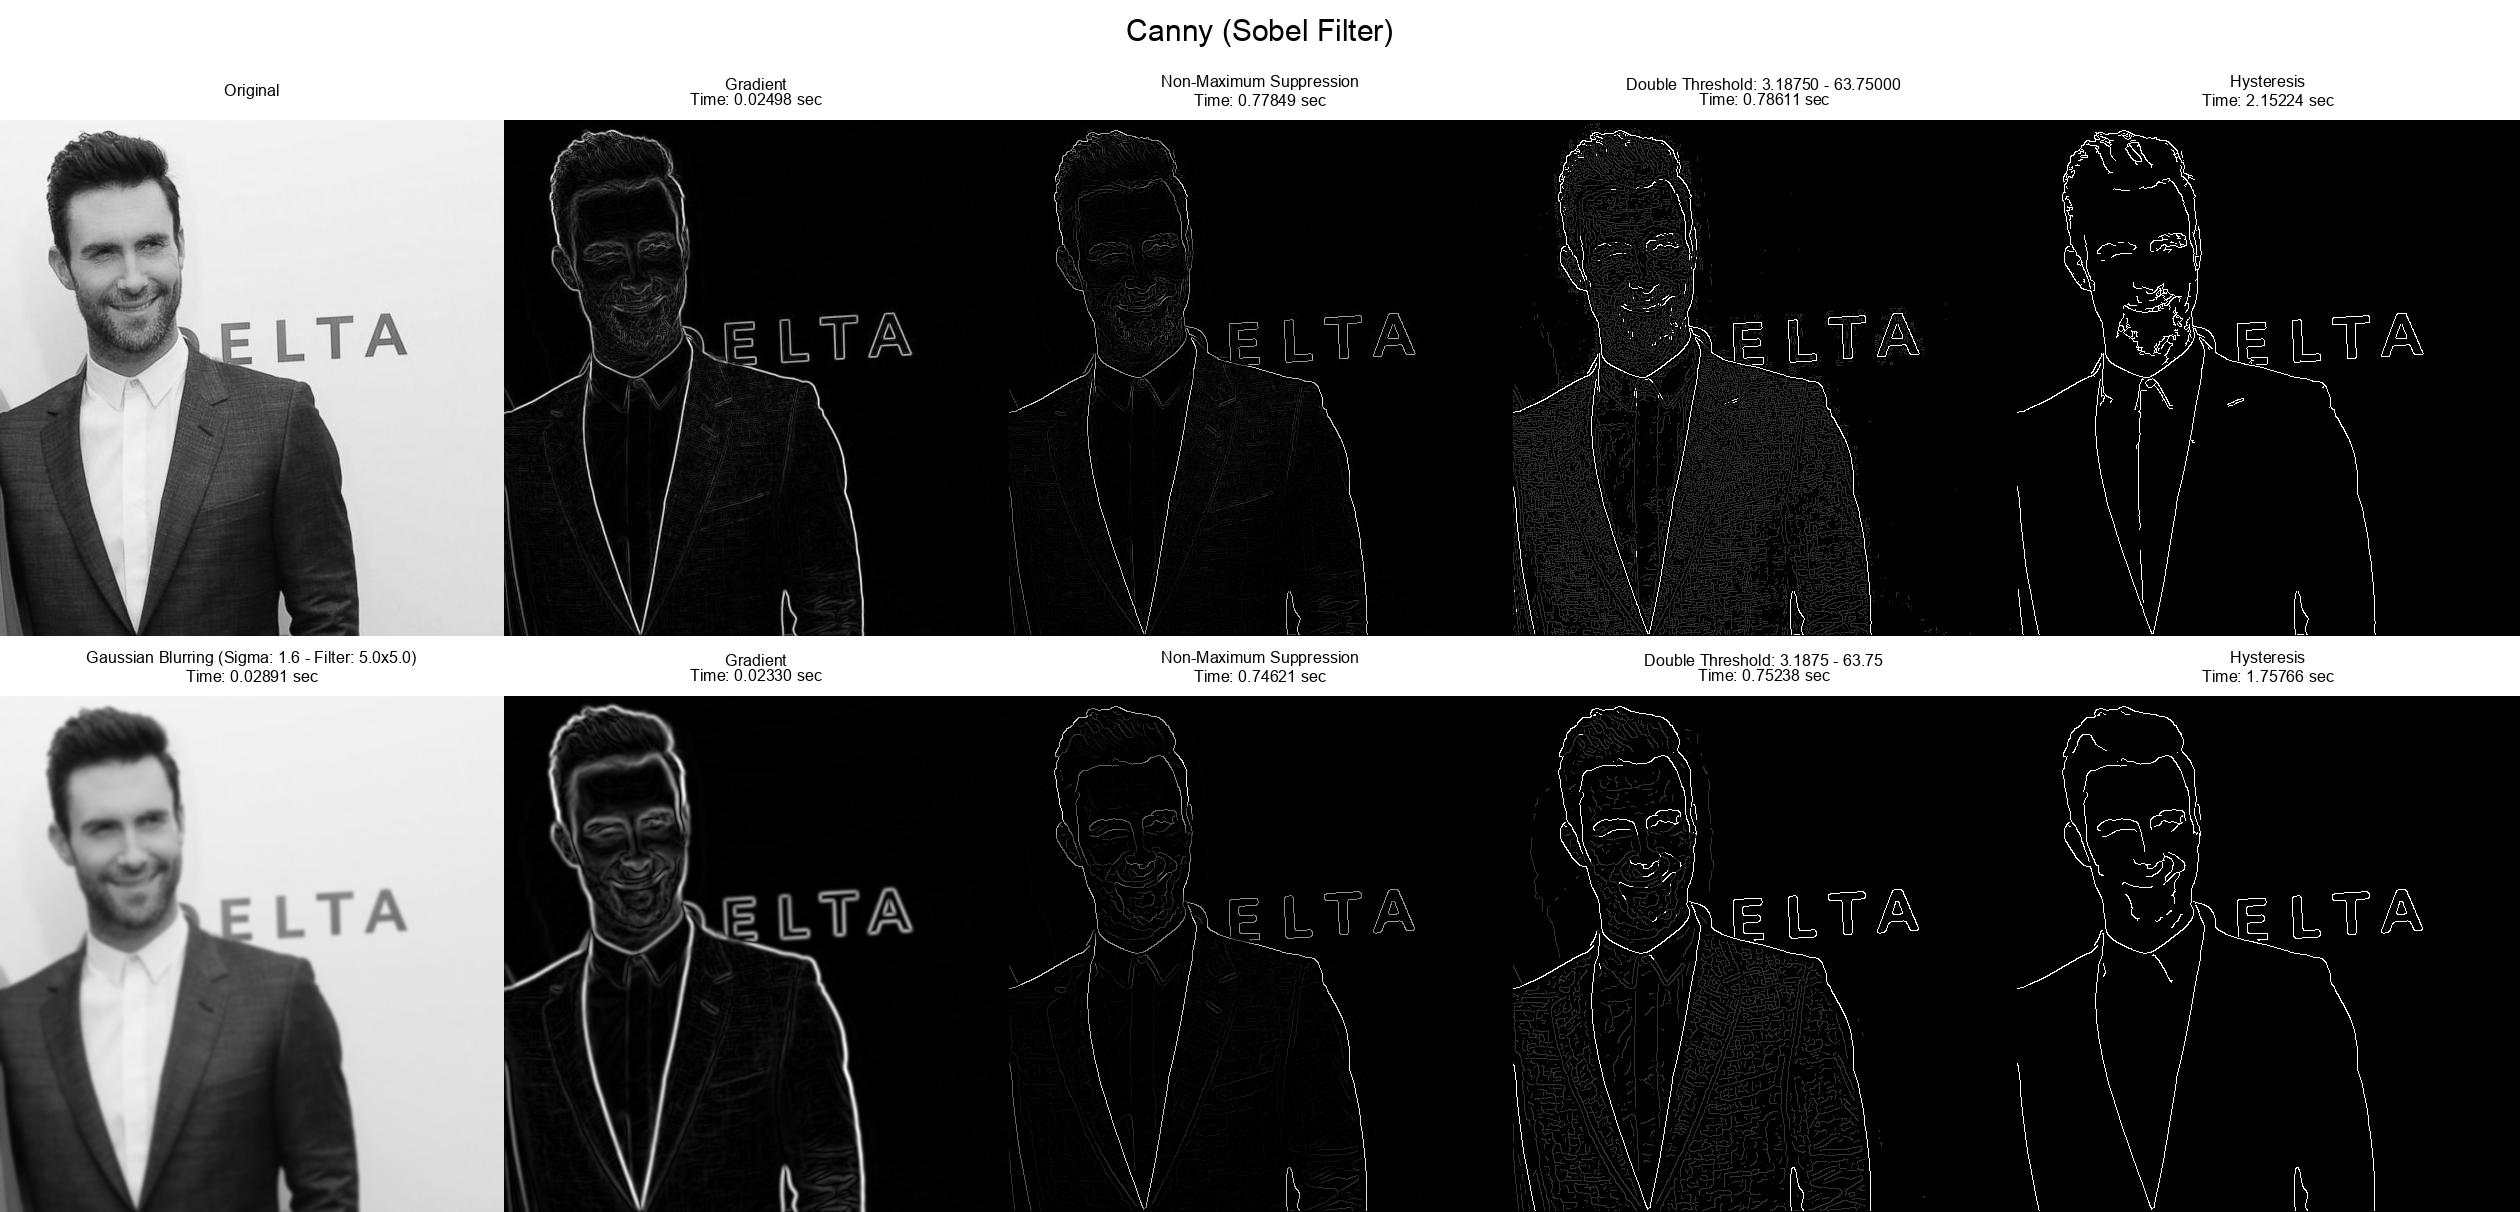 Canny (Sobel Filter)
Original
Gradient
Time: 0.02498 sec
Non-Maximum Suppression
Time: 0.77849 sec
Double Threshold: 3.18750 - 63.75000
Time: 0.78611 sec
Hysteresis
Time: 2.15224 sec
ELTA
ELTA
ELTA
ELTA
ELTA
Gaussian Blurring (Sigma: 1.6 - Filter: 5.0x5.0)
Time: 0.02891 sec
Gradient
Time: 0.02330 sec
Non-Maximum Suppression
Time: 0.74621 sec
Double Threshold: 3.1875 - 63.75
Time: 0.75238 sec
Hysteresis
Time: 1.75766 sec
ELTA
ELTA
ELTA
ELTA
ELTA